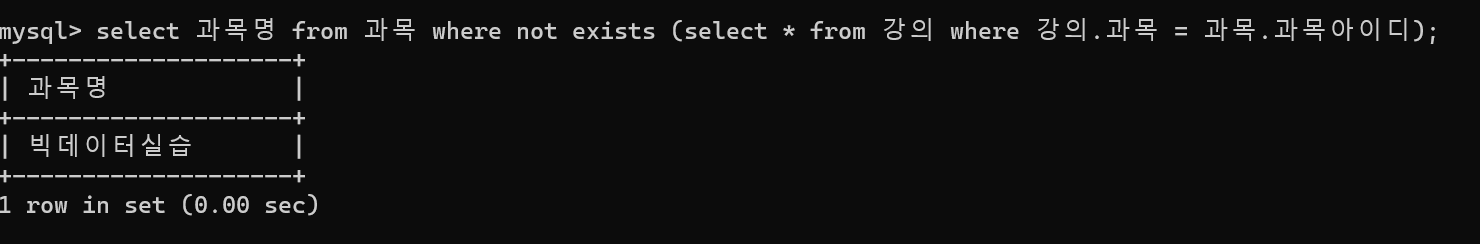 mysql> select 과목명 from 과목 where not exists (select * from 강의 where 강의.과목 = 과목.과목아이디);
+-------------------+
| 과목명             |
+-------------------+
| 빅데이터실습       |
+-------------------+
1 row in set (0.00 sec)